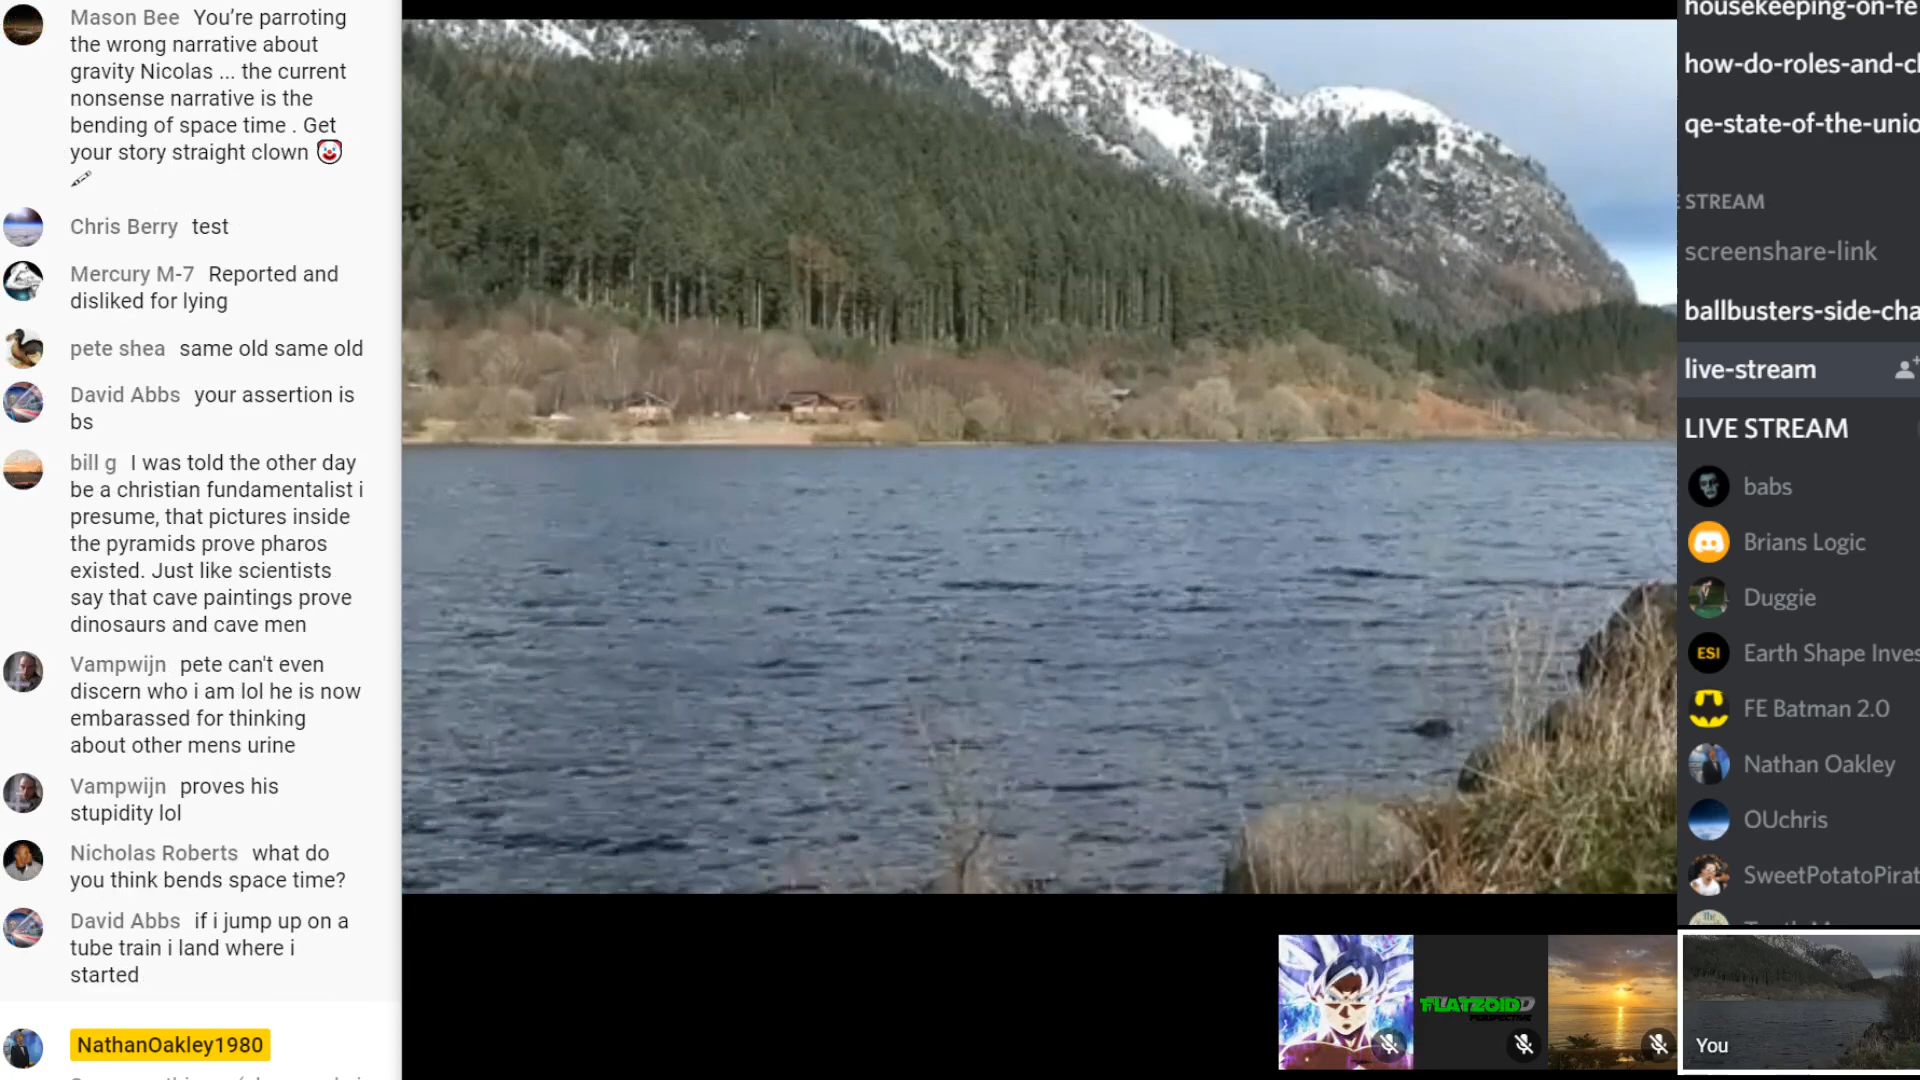 Mason Bee You’re parroting
the wrong narrative about
gravity Nicolas ... the current
nonsense narrative is the
bending of space time . Get
your story straight clown 🤡
Chris Berry test
Mercury M-7 Reported and
disliked for lying
pete shea same old same old
David Abbs your assertion is
bs
bill g I was told the other day
be a christian fundamentalist i
presume, that pictures inside
the pyramids prove pharos
existed. Just like scientists
say that cave paintings prove
dinosaurs and cave men
Vampwijn pete can't even
discern who i am lol he is now
embarassed for thinking
about other mens urine
Vampwijn proves his
stupidity lol
Nicholas Roberts what do
you think bends space time?
David Abbs if i jump up on a
tube train i land where i
started
NathanOakley1980
housekeeping-on-fe
how-do-roles-and-cl
qe-state-of-the-unio
STREAM
screenshare-link
ballbusters-side-cha
live-stream
LIVE STREAM
babs
Brians Logic
Duggie
ESI Earth Shape Inves
FE Batman 2.0
Nathan Oakley
OUchris
SweetPotatoPirat
FLATZOID
PERSPECTIVE
You